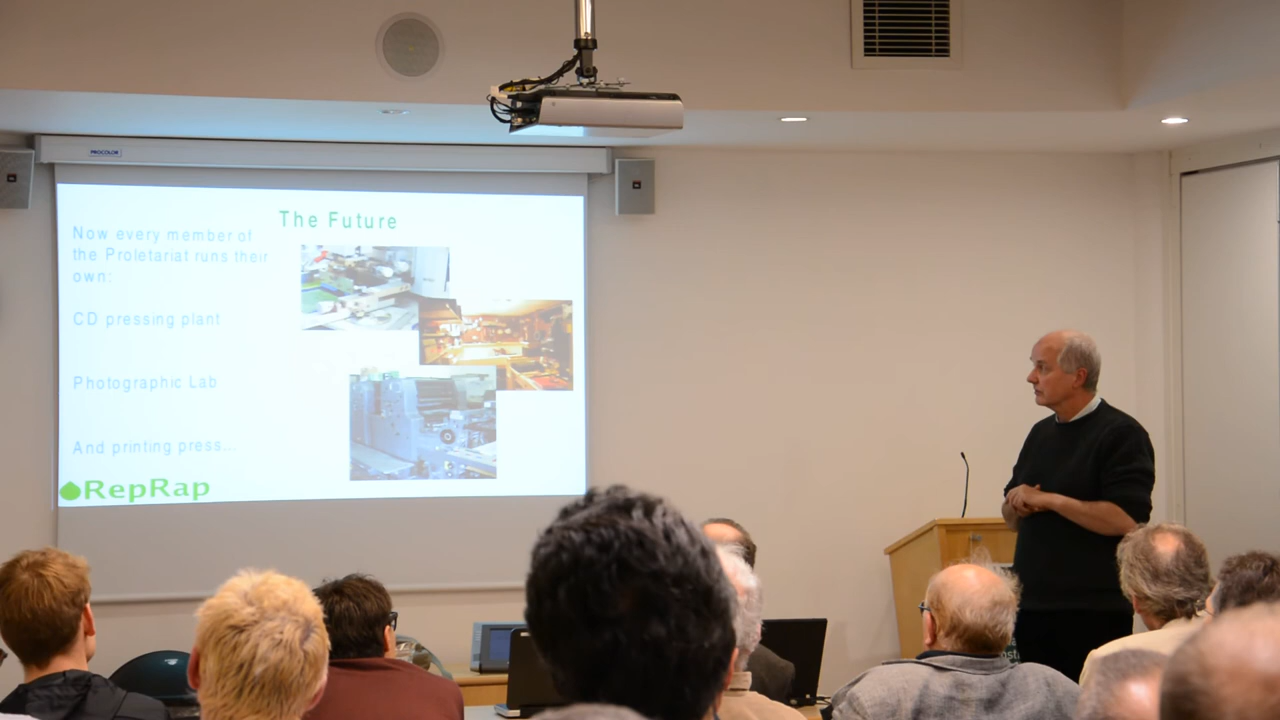 PROCOLOR
The Future
Now every member of
the Proletariat runs their
own:
CD pressing plant
Photographic Lab
And printing press...
RepRap